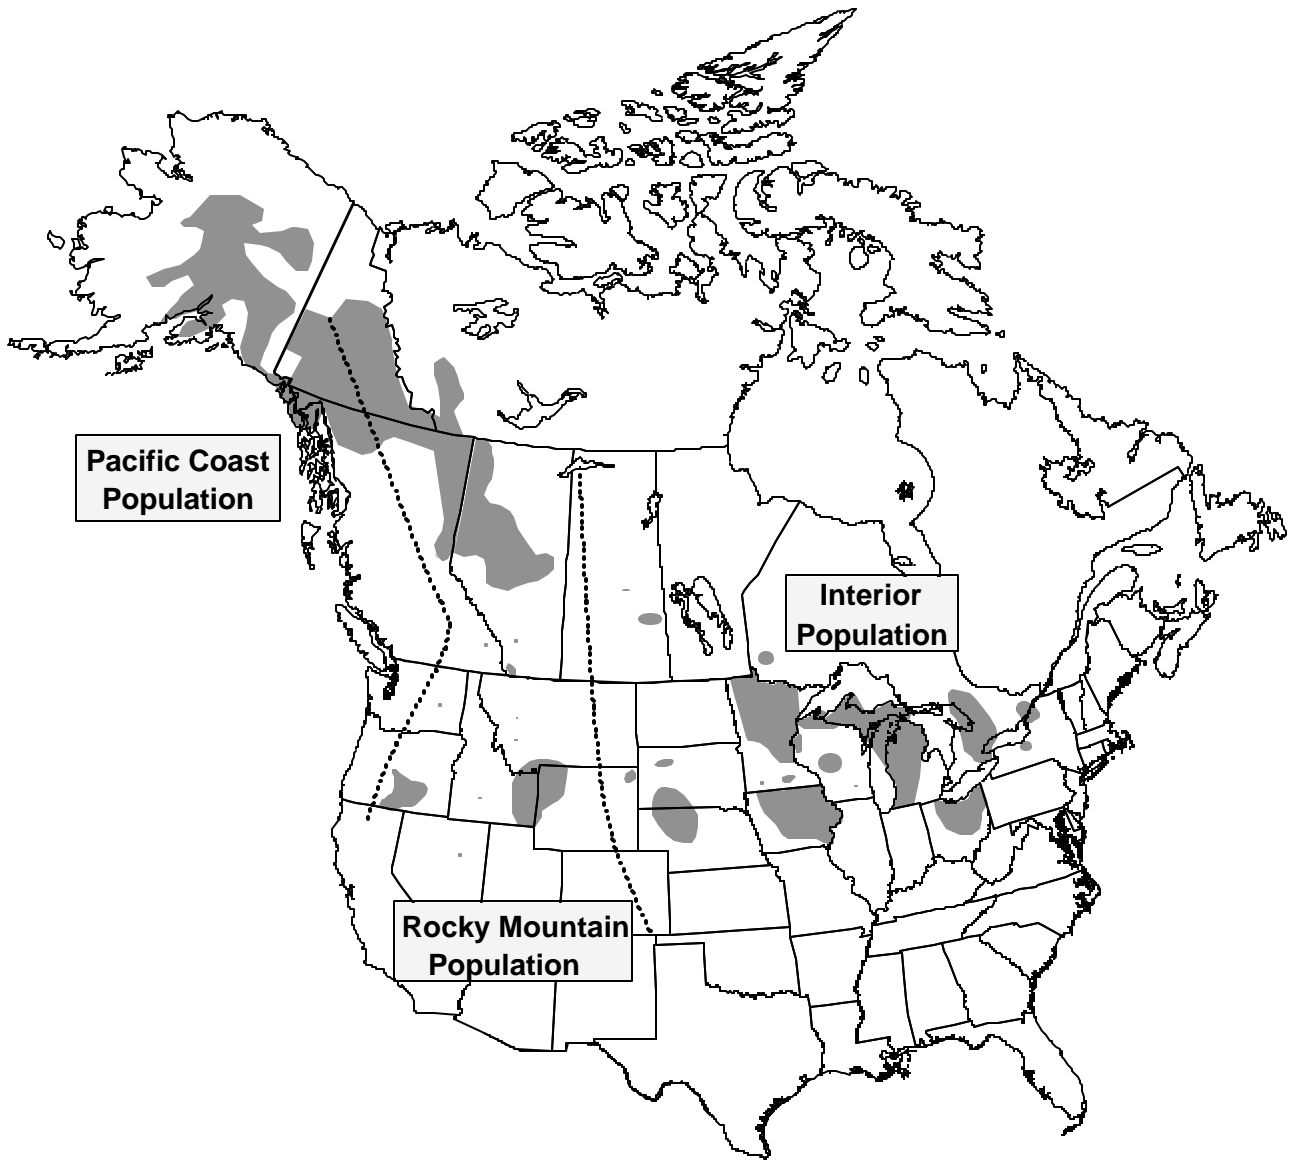 Pacific Coast
Population
Interior
Population
Rocky Mountain
Population